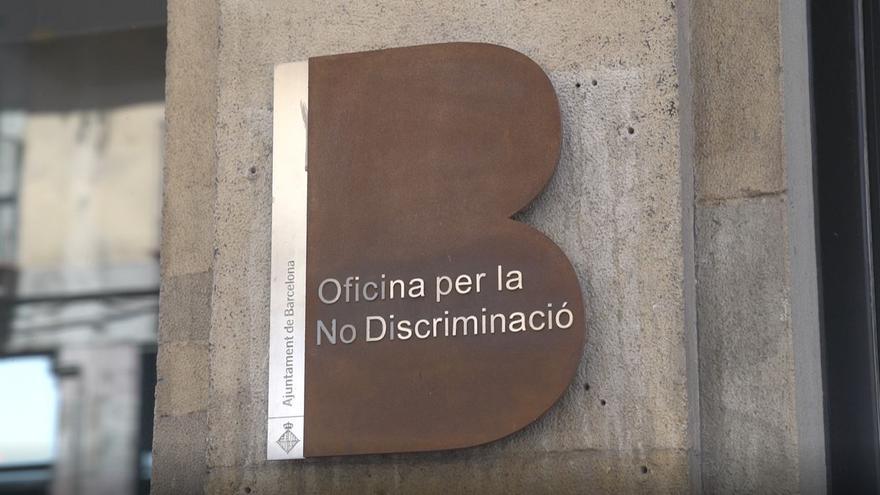 Oficina per la
No Discriminació
Ajuntament de Barcelona